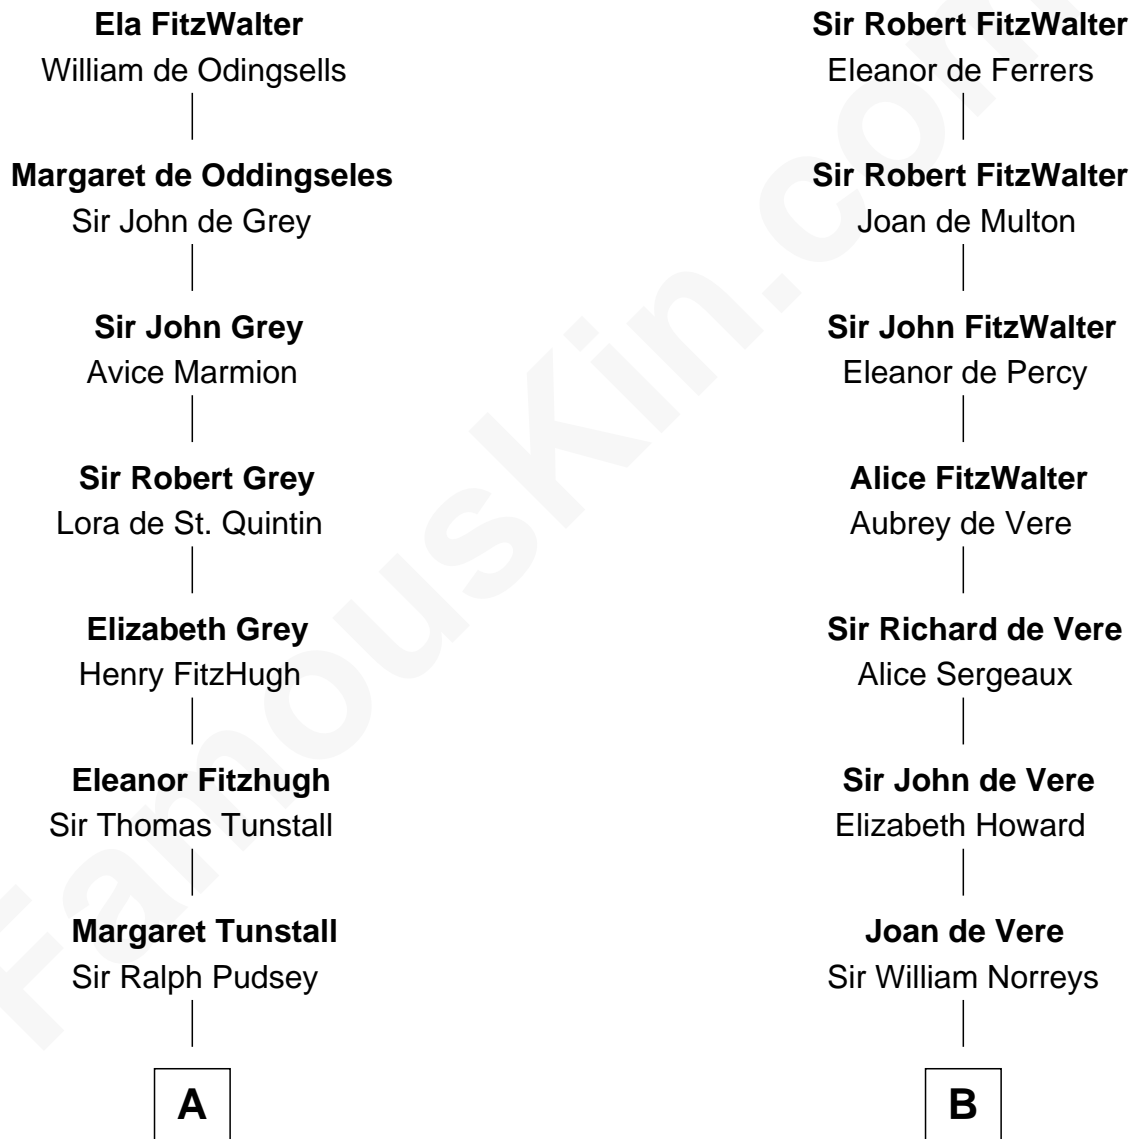 Ela FitzWalter
William de Odingsells
Margaret de Oddingseles
Sir John de Grey
Sir John Grey
Avice Marmion
Sir Robert Grey
Lora de St. Quintin
Elizabeth Grey
Henry FitzHugh
Eleanor Fitzhugh
Sir Thomas Tunstall
Margaret Tunstall
Sir Ralph Pudsey
A
Sir Robert FitzWalter
Eleanor de Ferrers
Sir Robert FitzWalter
Joan de Multon
Sir John FitzWalter
Eleanor de Percy
Alice FitzWalter
Aubrey de Vere
Sir Richard de Vere
Alice Sergeaux
Sir John de Vere
Elizabeth Howard
Joan de Vere
Sir William Norreys
B
FamousKin.com